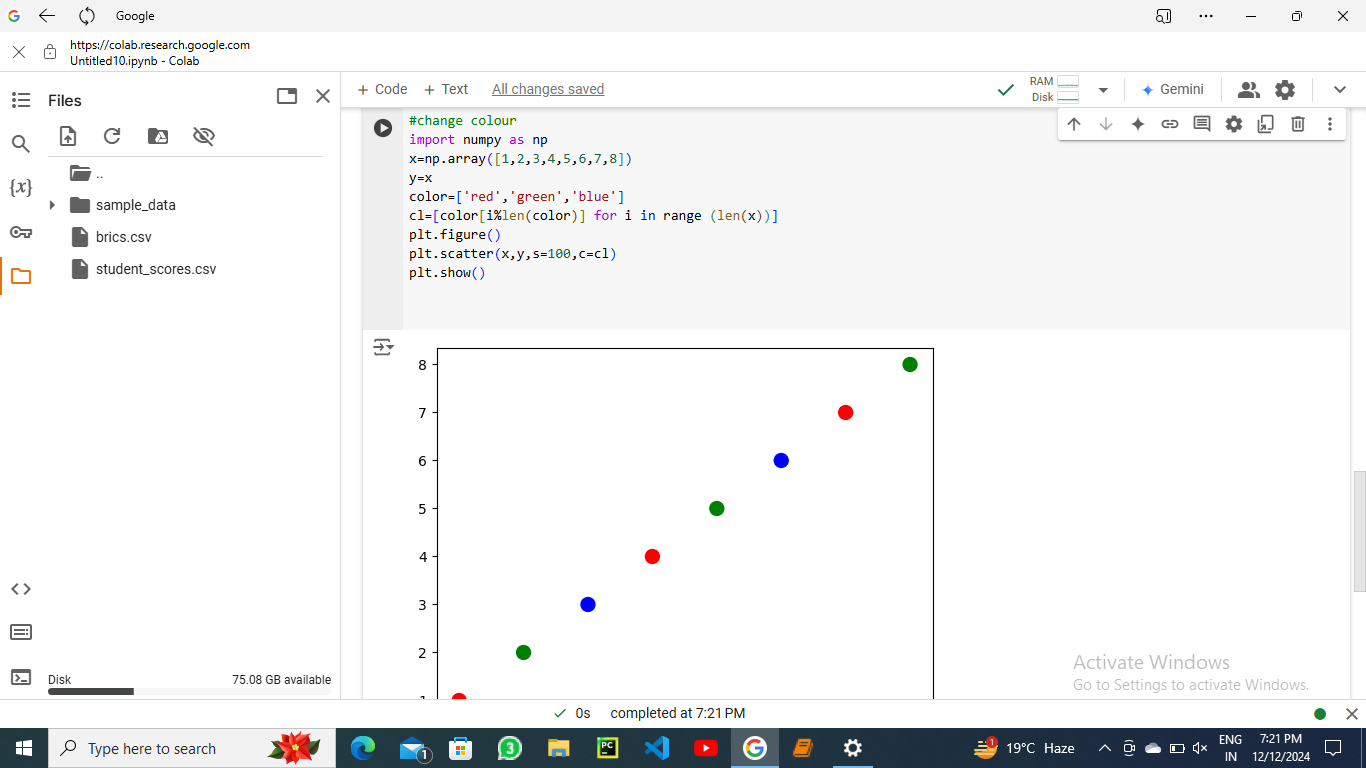 Google
https://colab.research.google.com
Untitled10.ipynb - Colab
Files
+ Code + Text All changes saved
RAM
Disk
Gemini
..
sample_data
brics.csv
student_scores.csv
{x}
#change colour
import numpy as np
x=np.array([1,2,3,4,5,6,7,8])
y=x
color=['red','green','blue']
cl=[color[i%len(color)] for i in range (len(x))]
plt.figure()
plt.scatter(x,y,s=100,c=cl)
plt.show()
8
7
6
5
4
3
2
1
Disk 75.08 GB available
Activate Windows
Go to Settings to activate Windows.
0s completed at 7:21 PM
Type here to search
1
3
PC
1
19°C Haze
ENG
IN
7:21 PM
12/12/2024